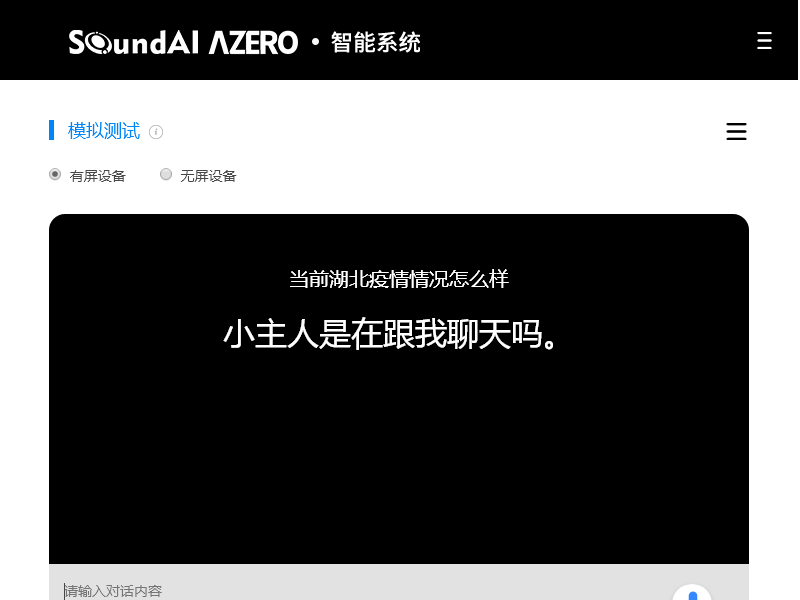 SoundAI AZERO · 智能系统
模拟测试
有屏设备 无屏设备
当前湖北疫情情况怎么样
小主人是在跟我聊天吗。
请输入对话内容